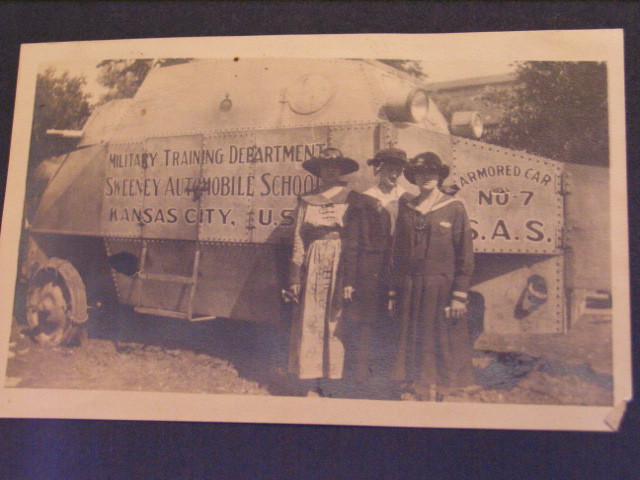 MILITARY TRAINING DEPARTMENT
SWEENEY AUTOMOBILE SCHOOL
KANSAS CITY, U.S.
ARMORED CAR
NO-7
S.A.S.